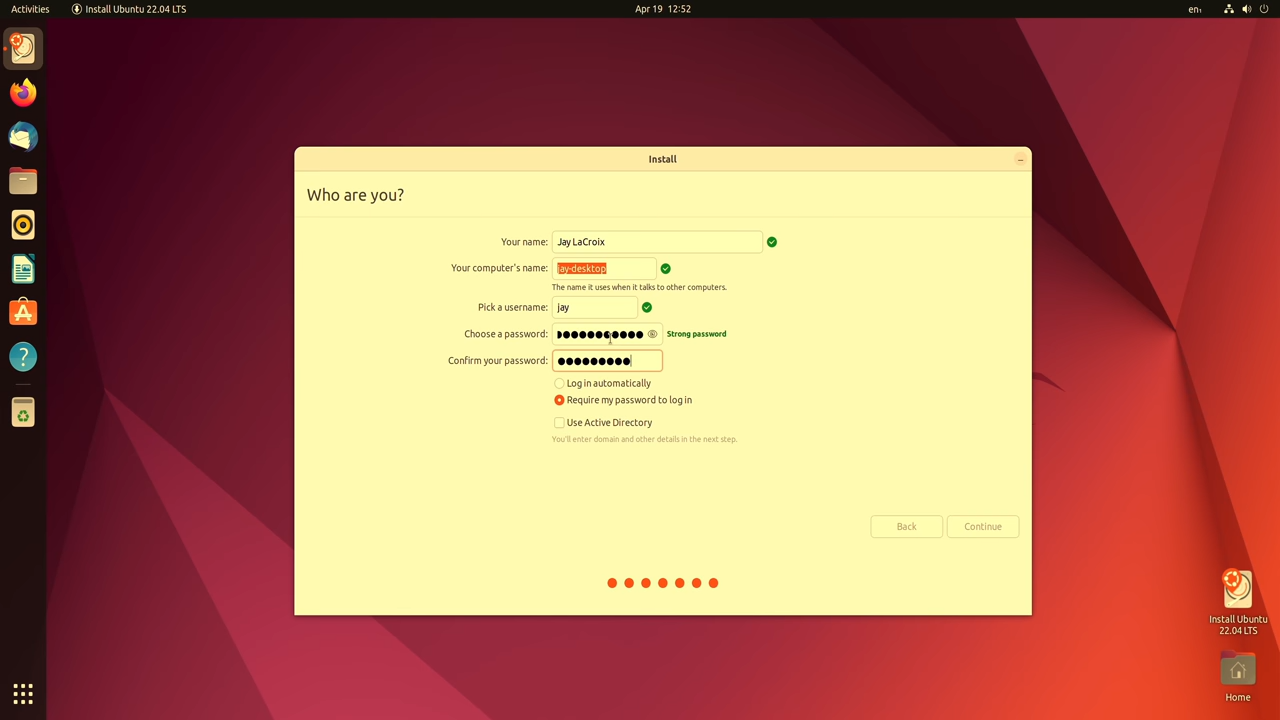 Activities
Install Ubuntu 22.04 LTS
Apr 19 12:52
en₁
Install
Who are you?
Your name: Jay LaCroix
Your computer's name: jay-desktop
The name it uses when it talks to other computers.
Pick a username: jay
Choose a password: ●●●●●●●●●●● Strong password
Confirm your password: ●●●●●●●●●
Log in automatically
Require my password to log in
Use Active Directory
You'll enter domain and other details in the next step.
Back
Continue
Install Ubuntu
22.04 LTS
Home